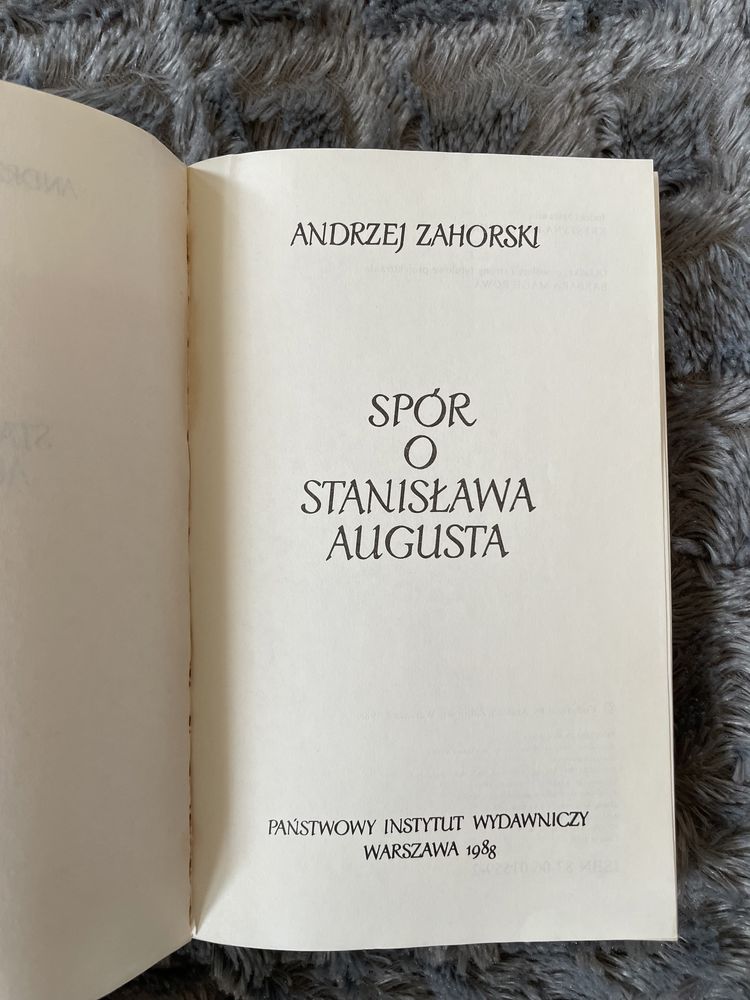 ANDRZEJ ZAHORSKI
SPÓR
O
STANISŁAWA
AUGUSTA
PAŃSTWOWY INSTYTUT WYDAWNICZY
WARSZAWA 1988